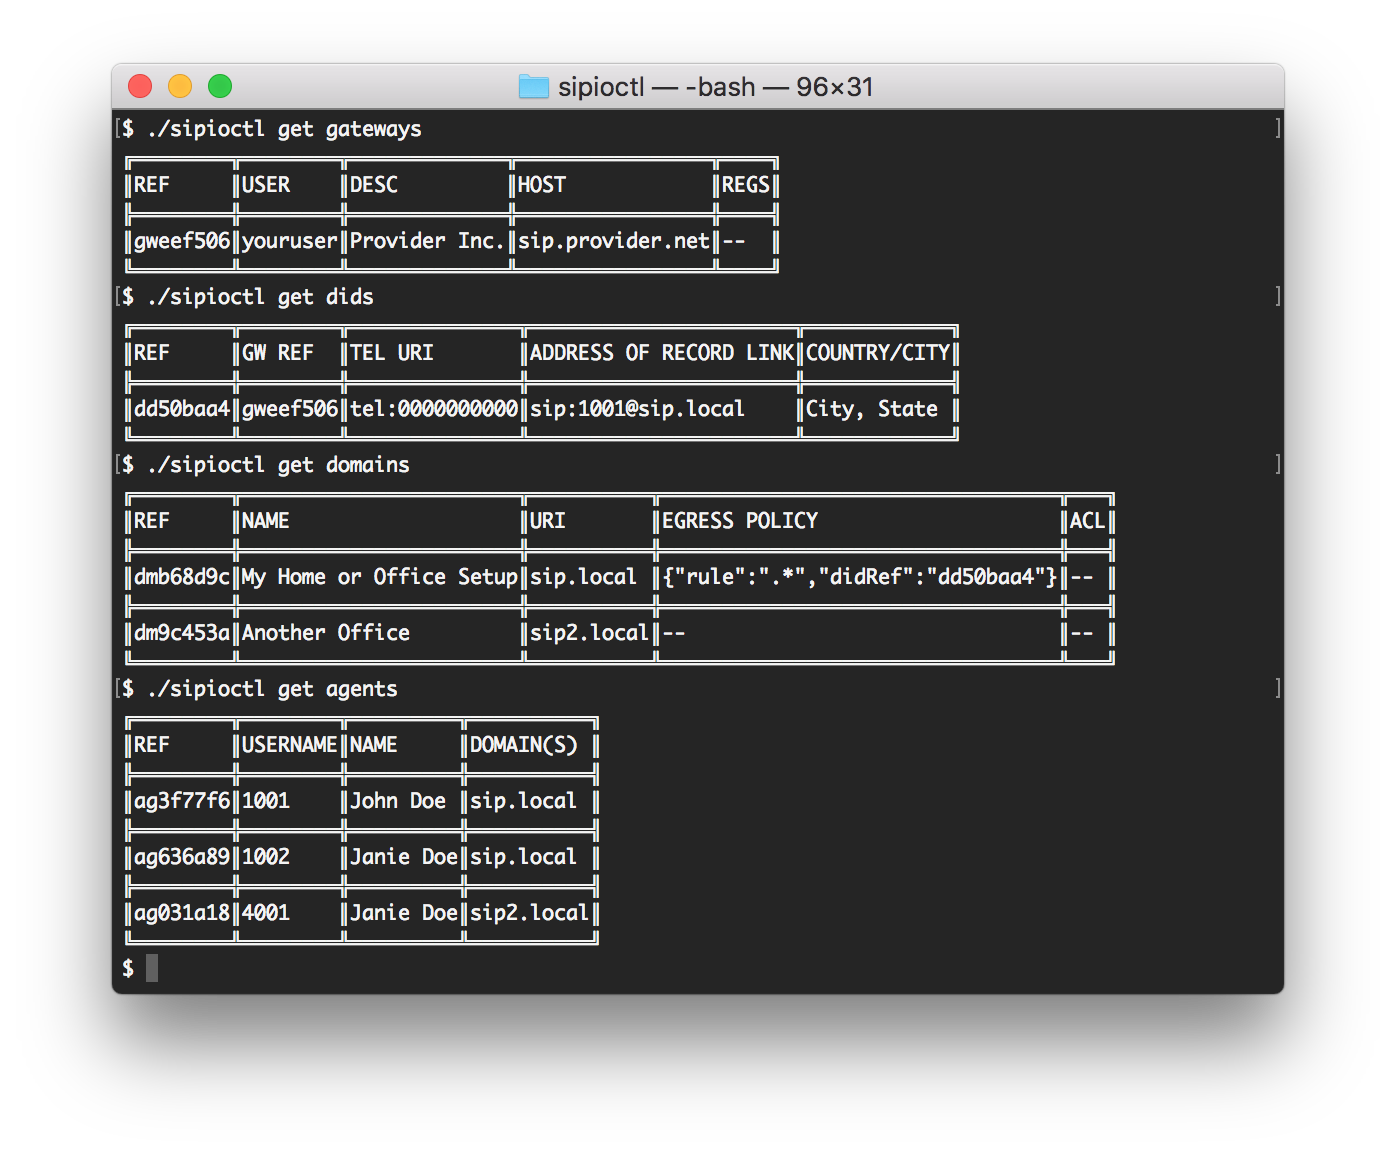 sipioctl — -bash — 96×31
[$ ./sipioctl get gateways ]
REF USER DESC HOST REGS
gweef506 youruser Provider Inc. sip.provider.net --
[$ ./sipioctl get dids ]
REF GW REF TEL URI ADDRESS OF RECORD LINK COUNTRY/CITY
dd50baa4 gweef506 tel:0000000000 sip:1001@sip.local City, State
[$ ./sipioctl get domains ]
REF NAME URI EGRESS POLICY ACL
dmb68d9c My Home or Office Setup sip.local {"rule":".*","didRef":"dd50baa4"} --
dm9c453a Another Office sip2.local -- --
[$ ./sipioctl get agents ]
REF USERNAME NAME DOMAIN(S)
ag3f77f6 1001 John Doe sip.local
ag636a89 1002 Janie Doe sip.local
ag031a18 4001 Janie Doe sip2.local
$